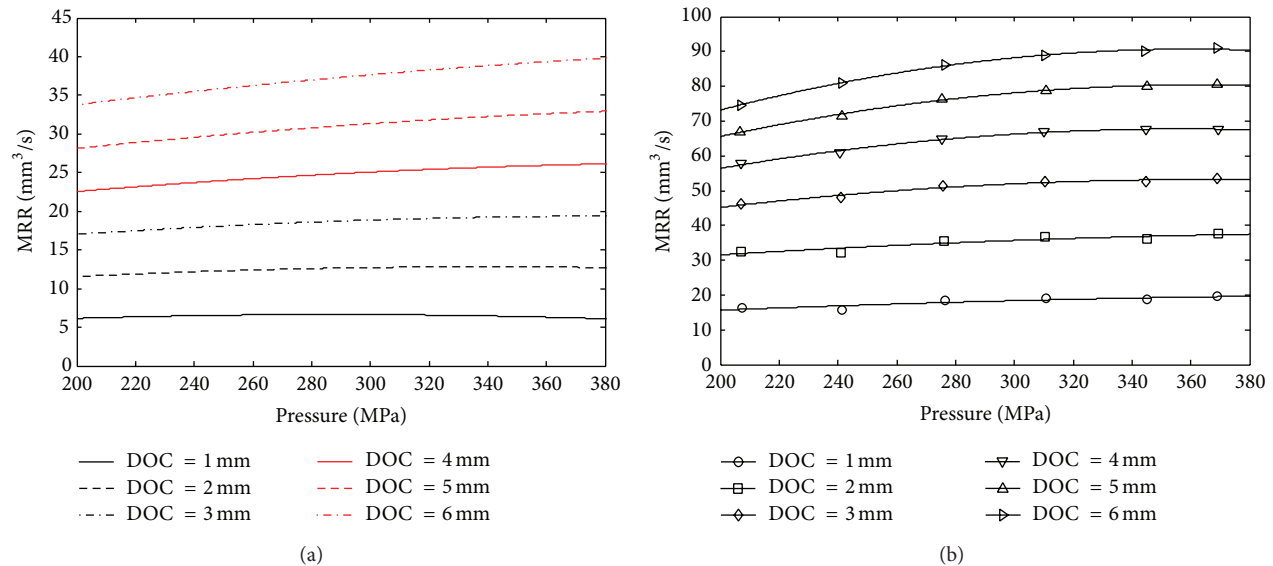 45
40
35
30
25
20
15
10
5
0
MRR (mm³/s)
200 220 240 260 280 300 320 340 360 380
Pressure (MPa)
DOC = 1 mm
DOC = 2 mm
DOC = 3 mm
DOC = 4 mm
DOC = 5 mm
DOC = 6 mm
(a)
100
90
80
70
60
50
40
30
20
10
0
MRR (mm³/s)
200 220 240 260 280 300 320 340 360 380
Pressure (MPa)
DOC = 1 mm
DOC = 2 mm
DOC = 3 mm
DOC = 4 mm
DOC = 5 mm
DOC = 6 mm
(b)